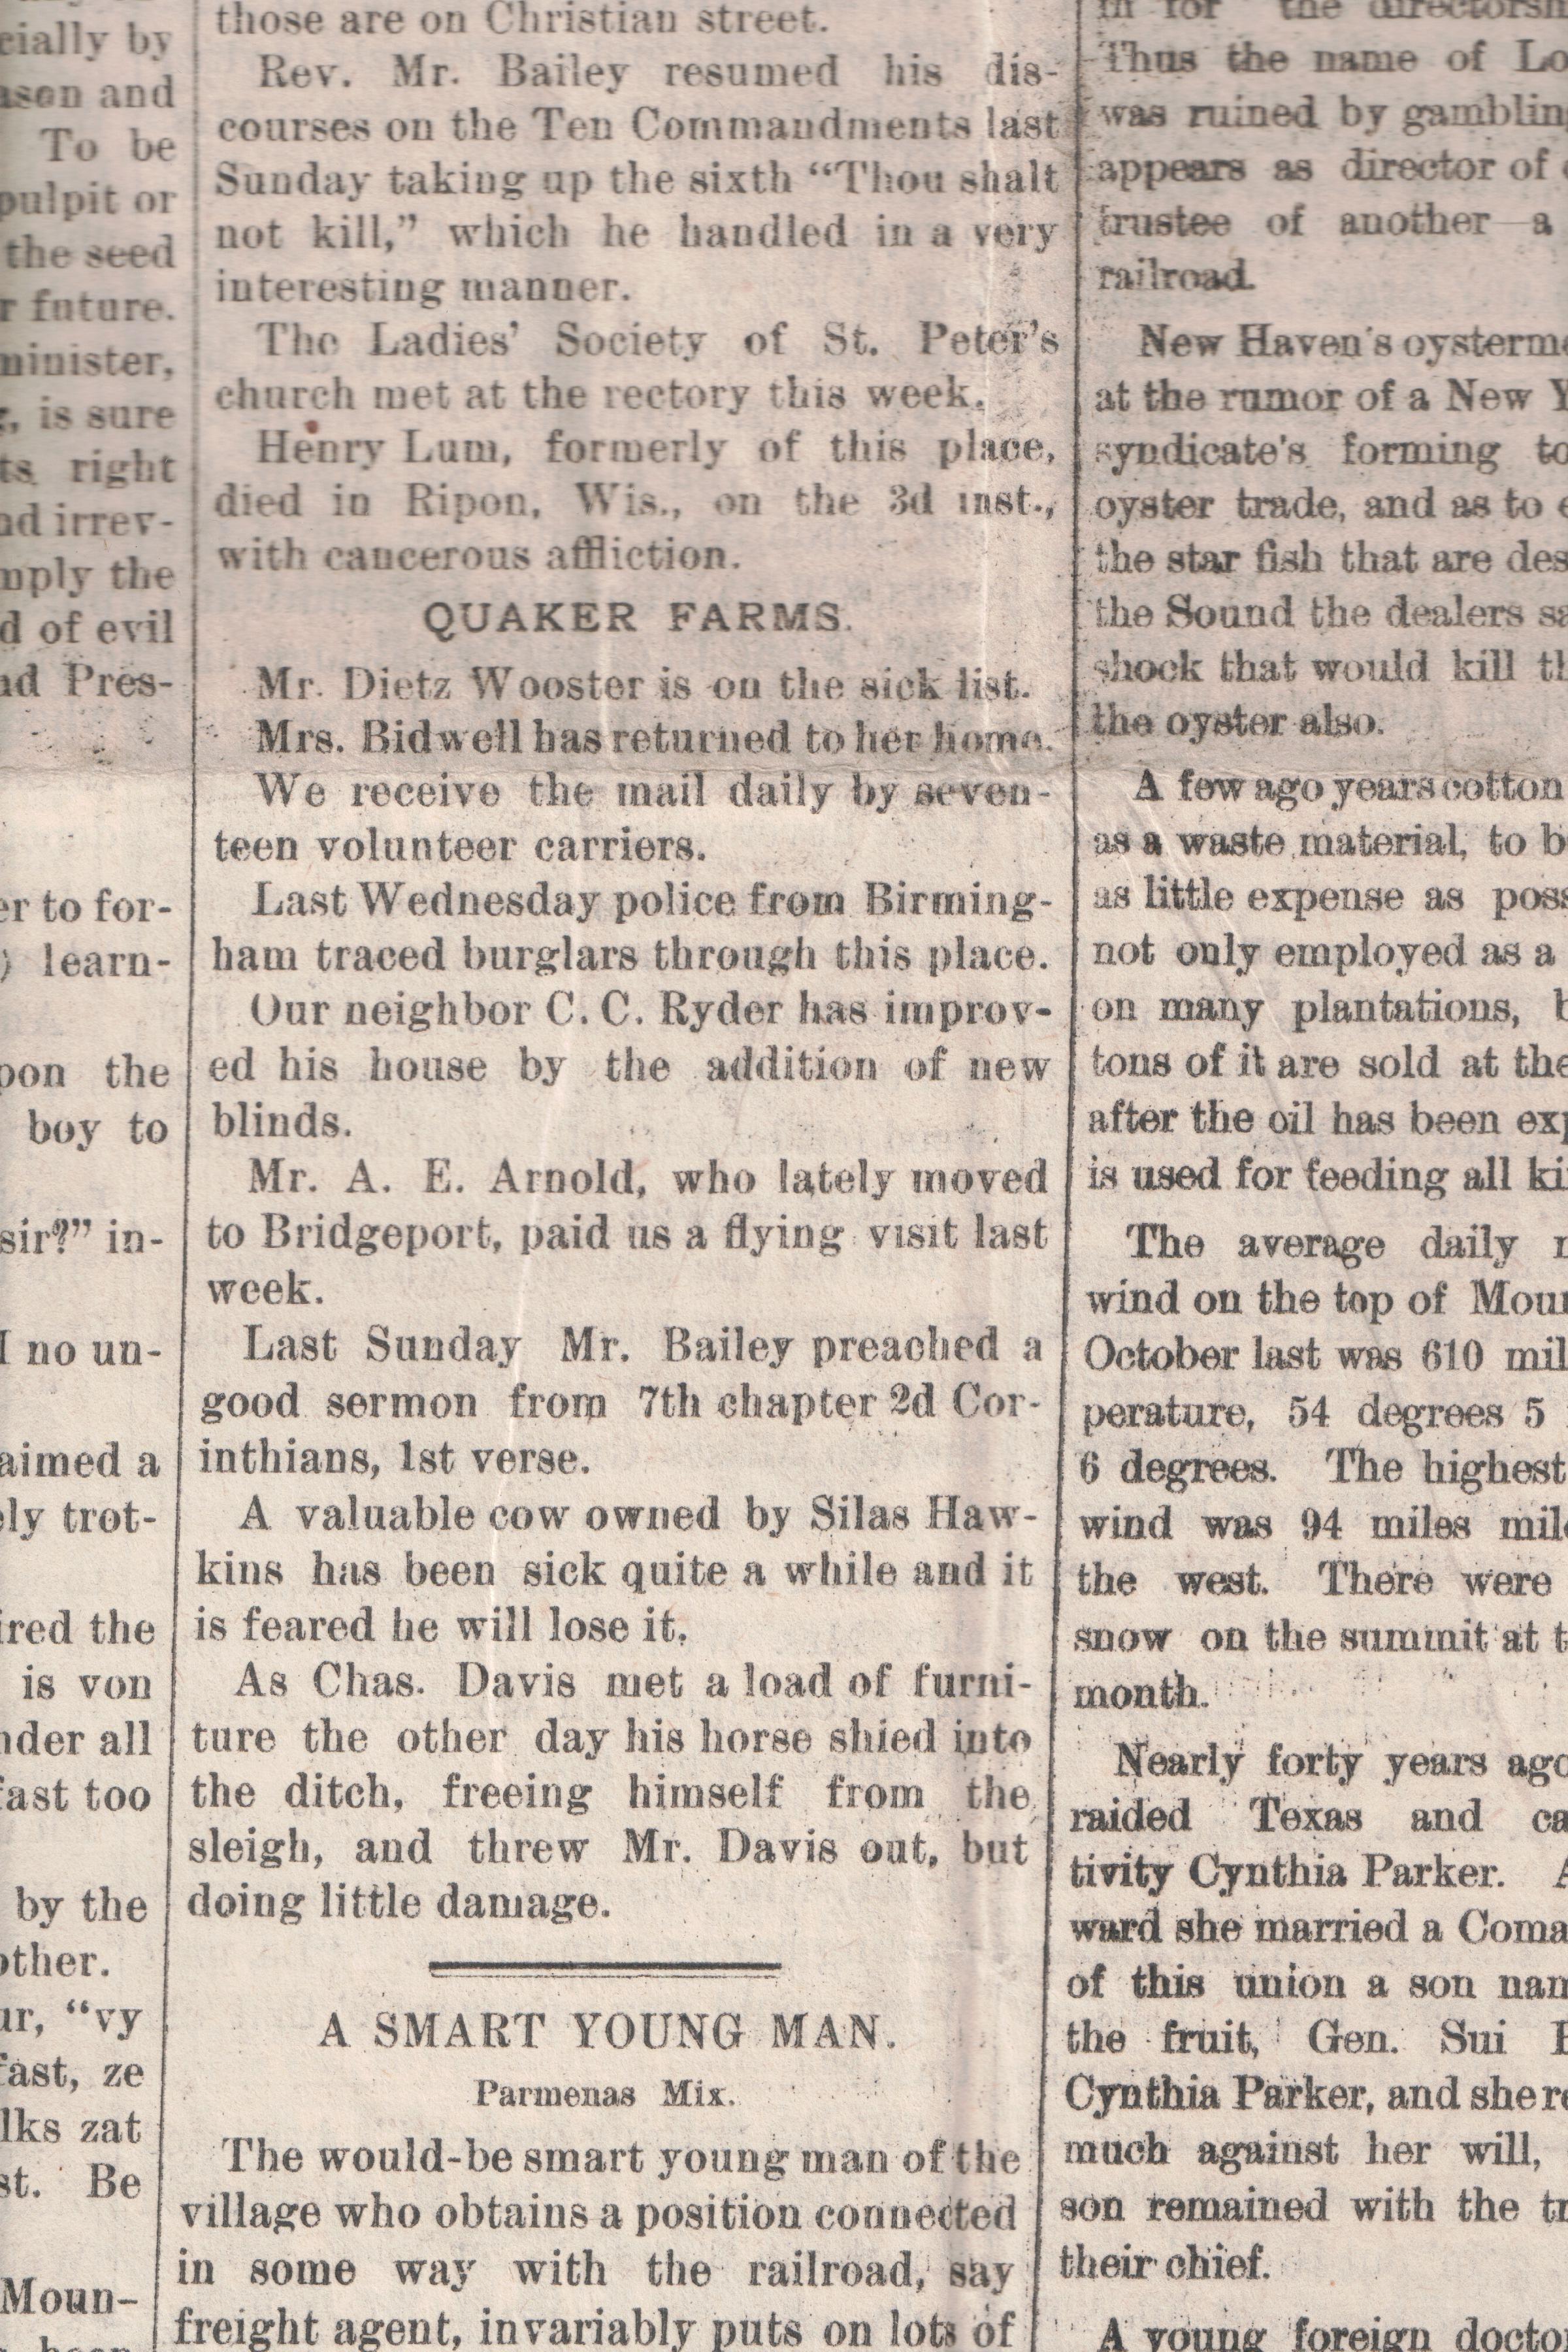 cially by
ason and
To be
pulpit or
the seed
r future.
minister,
, is sure
ts right
nd irrev-
mply the
d of evil
nd Pres-
er to for-
learn-
pon the
boy to
sir?” in-
I no un-
aimed a
ely trot-
ired the
is von
nder all
fast too
by the
other.
ur, “vy
fast, ze
lks zat
st. Be
Moun-
been
those are on Christian street.
Rev. Mr. Bailey resumed his dis-
courses on the Ten Commandments last
Sunday taking up the sixth “Thou shalt
not kill,” which he handled in a very
interesting manner.
The Ladies’ Society of St. Peter’s
church met at the rectory this week.
Henry Lum, formerly of this place,
died in Ripon, Wis., on the 3d inst.,
with cancerous affliction.
QUAKER FARMS.
Mr. Dietz Wooster is on the sick list.
Mrs. Bidwell has returned to her home.
We receive the mail daily by seven-
teen volunteer carriers.
Last Wednesday police from Birming-
ham traced burglars through this place.
Our neighbor C. C. Ryder has improv-
ed his house by the addition of new
blinds.
Mr. A. E. Arnold, who lately moved
to Bridgeport, paid us a flying visit last
week.
Last Sunday Mr. Bailey preached a
good sermon from 7th chapter 2d Cor-
inthians, 1st verse.
A valuable cow owned by Silas Haw-
kins has been sick quite a while and it
is feared he will lose it.
As Chas. Davis met a load of furni-
ture the other day his horse shied into
the ditch, freeing himself from the
sleigh, and threw Mr. Davis out, but
doing little damage.
A SMART YOUNG MAN.
Parmenas Mix.
The would-be smart young man of the
village who obtains a position connected
in some way with the railroad, say
freight agent, invariably puts on lots of
in for the directorsh
Thus the name of Lo
was ruined by gamblin
appears as director of
trustee of another a
railroad.
New Haven's oysterme
at the rumor of a New Y
syndicate's forming to
oyster trade, and as to e
the star fish that are des
the Sound the dealers sa
shock that would kill th
the oyster also.
A few ago years cotton
as a waste material, to b
as little expense as poss
not only employed as a
on many plantations, b
tons of it are sold at the
after the oil has been exp
is used for feeding all ki
The average daily
wind on the top of Moun
October last was 610 mil
perature, 54 degrees 5
6 degrees. The highest
wind was 94 miles mile
the west. There were
snow on the summit at t
month.
Nearly forty years ago
raided Texas and ca
tivity Cynthia Parker. A
ward she married a Coma
of this union a son nam
the fruit, Gen. Sui
Cynthia Parker, and she re
much against her will,
son remained with the tr
their chief.
A young foreign docto